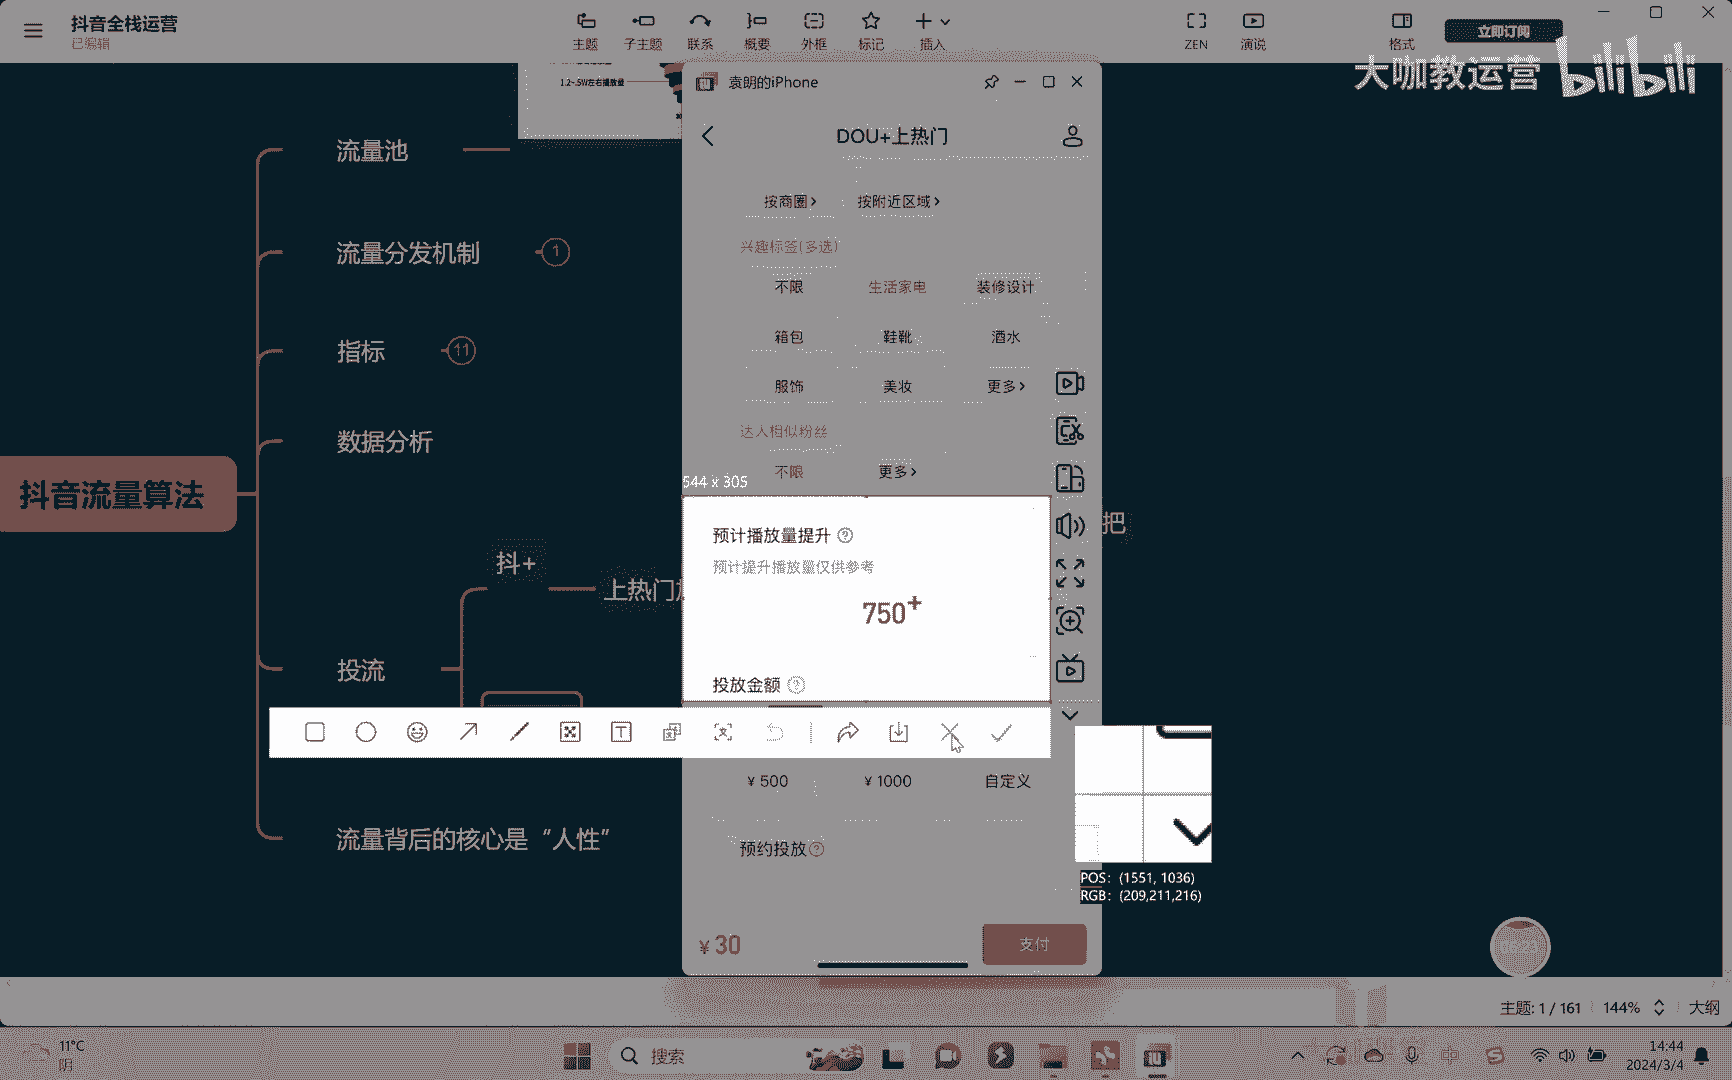 抖音全栈运营
已编辑
主题
子主题
联系
概要
外框
标记
插入
ZEN
演说
格式
立即订阅
大咖教运营 bilibili
1.2~.5W左右播放量
袁朗的iPhone
DOU+上热门
按商圈>
按附近区域>
兴趣标签(多选)
不限
生活家电
装修设计
箱包
鞋靴
酒水
服饰
美妆
更多>
达人相似粉丝
不限
更多>
544 x 305
预计播放量提升
预计提升播放量仅供参考
750+
投放金额
¥ 500
¥ 1000
自定义
预约投放
¥ 30
支付
流量池
流量分发机制
1
指标
11
数据分析
抖音流量算法
抖+
上热门
把
投流
流量背后的核心是“人性”
POS: (1551, 1036)
RGB: (209,211,216)
主题: 1 / 161
144%
大纲
11°C
阴
搜索
中
14:44
2024/3/4